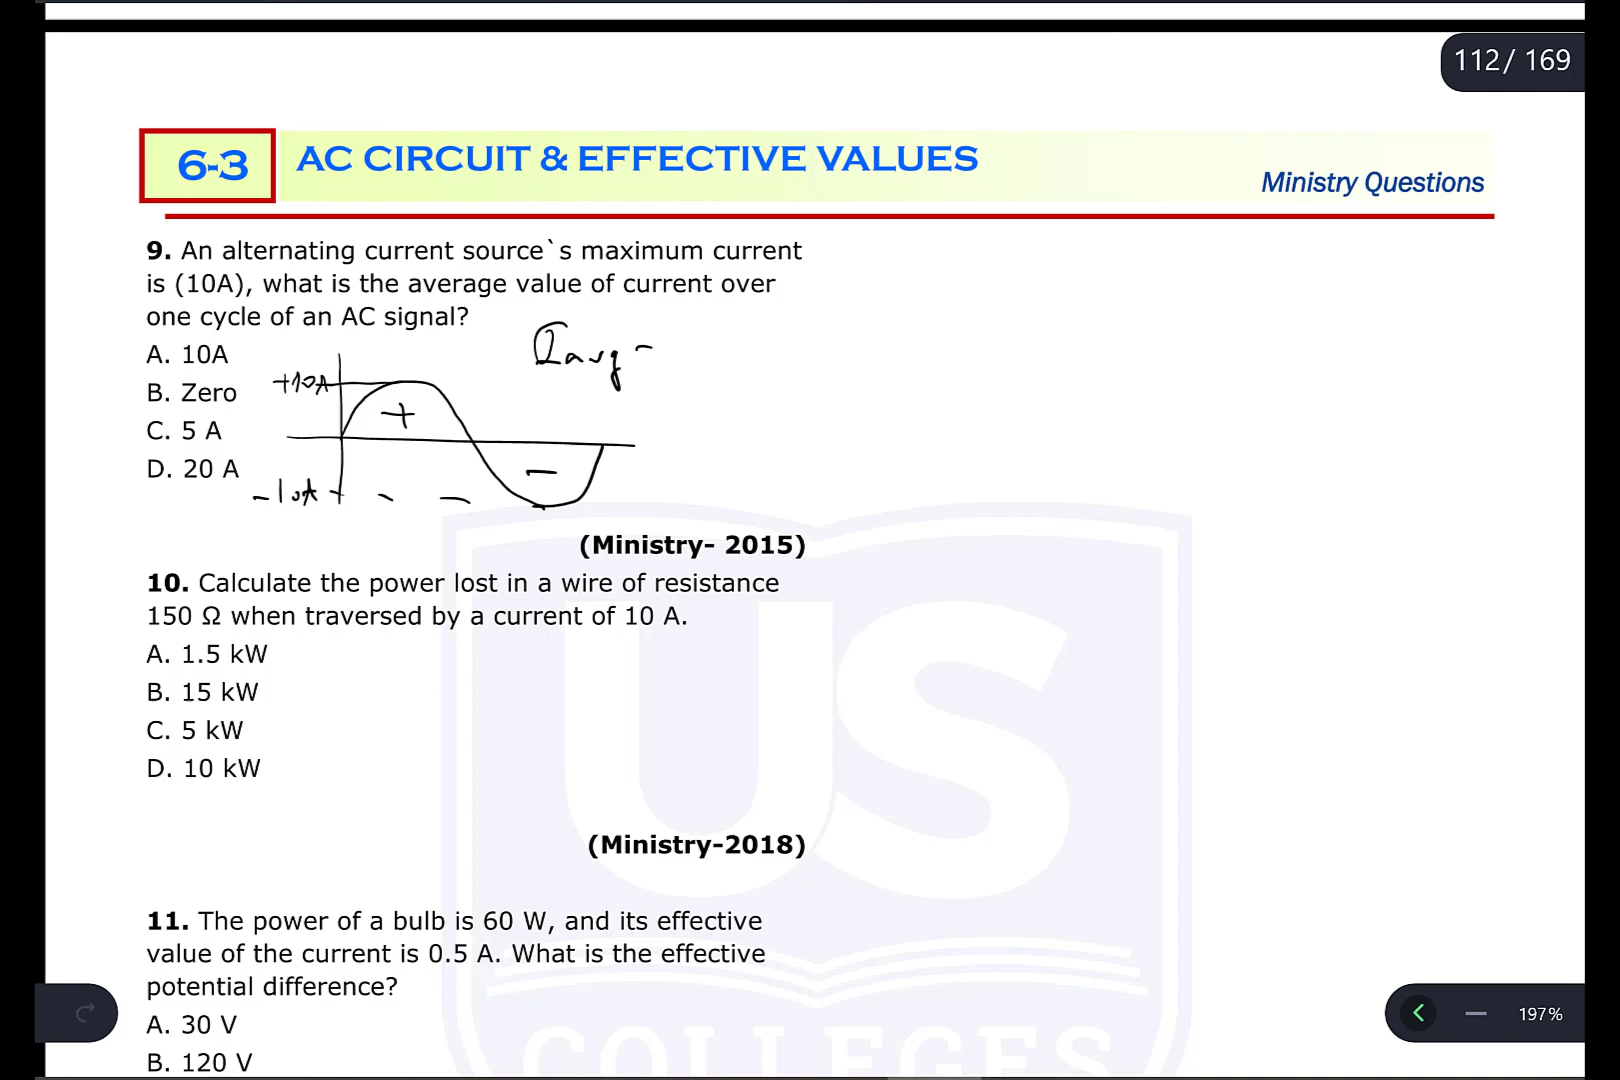 112/ 169
6-3
AC CIRCUIT & EFFECTIVE VALUES
Ministry Questions
9. An alternating current source`s maximum current
is (10A), what is the average value of current over
one cycle of an AC signal?
Iavg -
A. 10A
+10A
B. Zero
+
C. 5 A
D. 20 A
-
-10A
(Ministry- 2015)
10. Calculate the power lost in a wire of resistance
150 Ω when traversed by a current of 10 A.
A. 1.5 kW
B. 15 kW
C. 5 kW
D. 10 kW
(Ministry-2018)
11. The power of a bulb is 60 W, and its effective
value of the current is 0.5 A. What is the effective
potential difference?
A. 30 V
B. 120 V
US
COLLEGES
197%